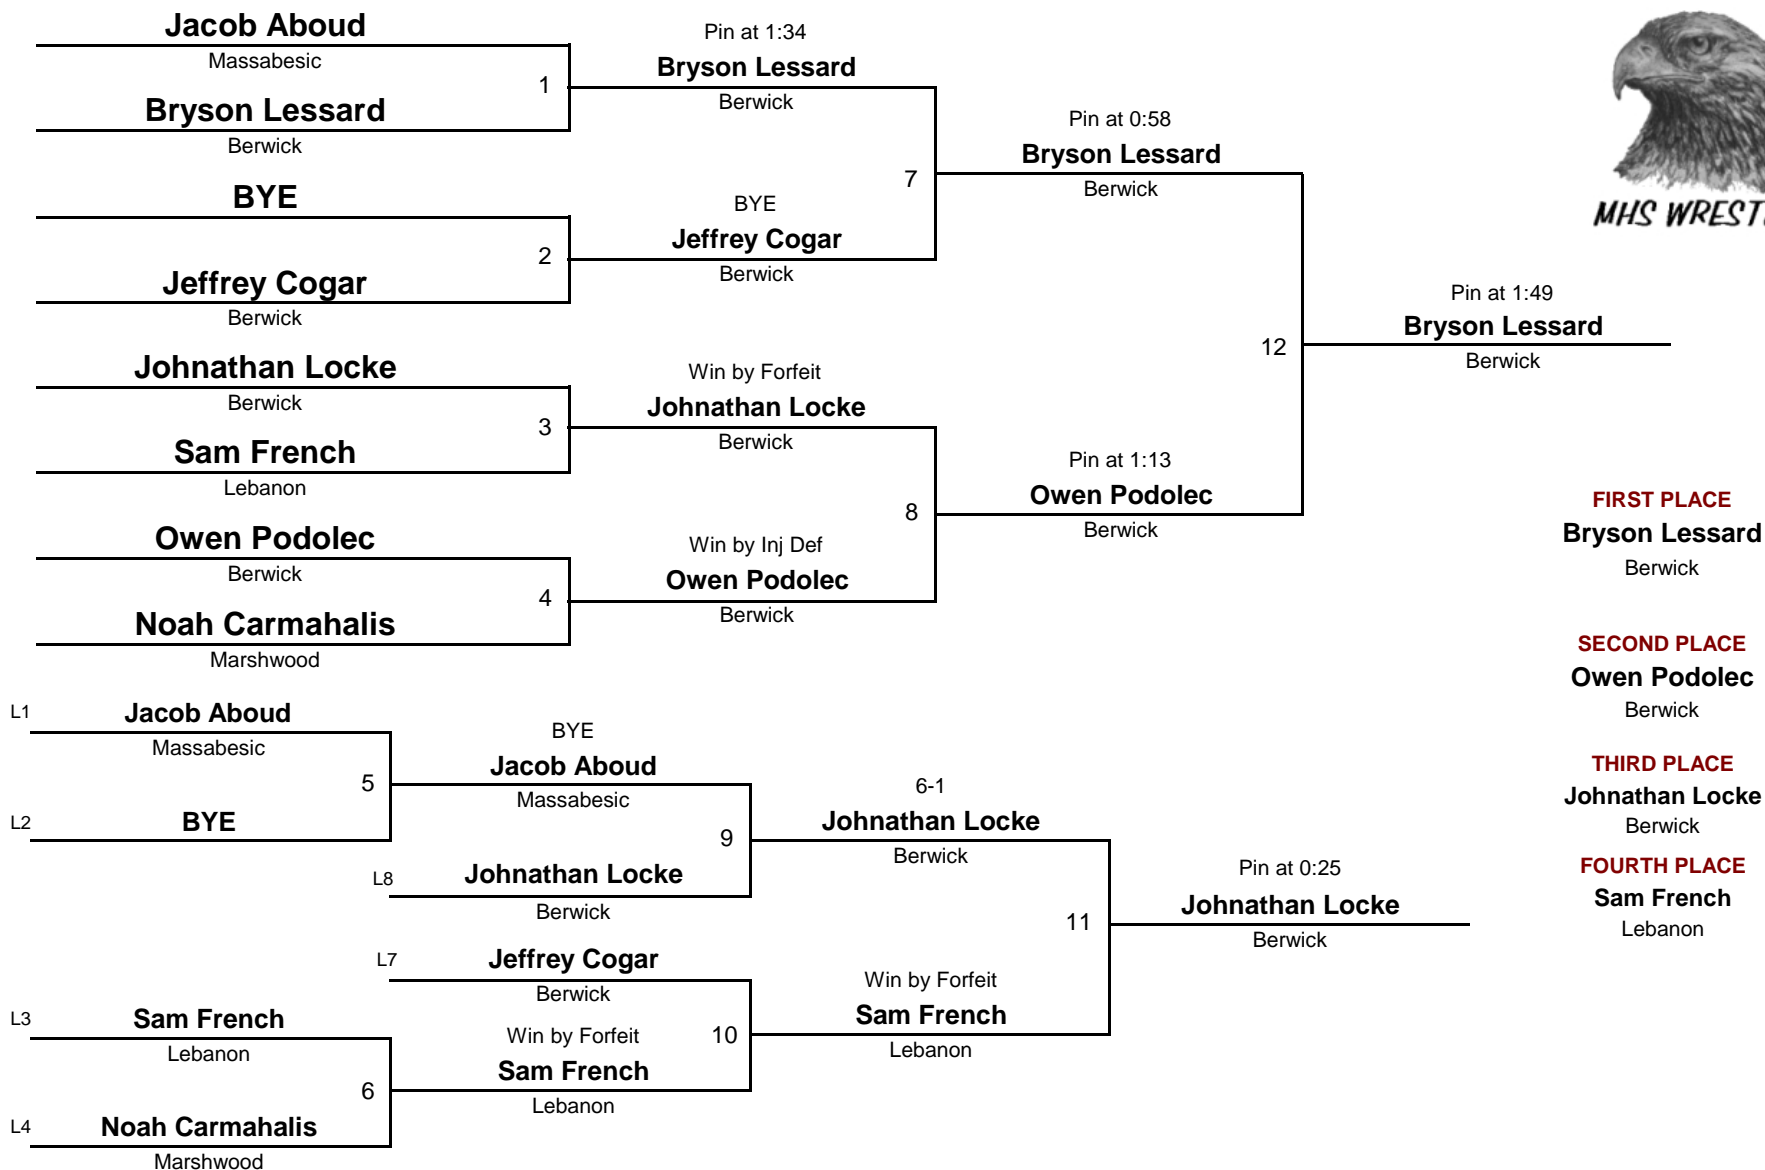 Jacob Aboud
Massabesic
1
Bryson Lessard
Berwick
BYE
2
Jeffrey Cogar
Berwick
Johnathan Locke
Berwick
3
Sam French
Lebanon
Owen Podolec
Berwick
4
Noah Carmahalis
Marshwood
Pin at 1:34
Bryson Lessard
Berwick
7
BYE
Jeffrey Cogar
Berwick
Win by Forfeit
Johnathan Locke
Berwick
8
Win by Inj Def
Owen Podolec
Berwick
Pin at 0:58
Bryson Lessard
Berwick
12
Pin at 1:13
Owen Podolec
Berwick
Pin at 1:49
Bryson Lessard
Berwick
MHS WREST
FIRST PLACE
Bryson Lessard
Berwick
SECOND PLACE
Owen Podolec
Berwick
THIRD PLACE
Johnathan Locke
Berwick
FOURTH PLACE
Sam French
Lebanon
L1 Jacob Aboud
Massabesic
5
L2 BYE
BYE
Jacob Aboud
Massabesic
9
L8 Johnathan Locke
Berwick
L7 Jeffrey Cogar
Berwick
10
Win by Forfeit
Sam French
Lebanon
L3 Sam French
Lebanon
6
L4 Noah Carmahalis
Marshwood
6-1
Johnathan Locke
Berwick
11
Win by Forfeit
Sam French
Lebanon
Pin at 0:25
Johnathan Locke
Berwick